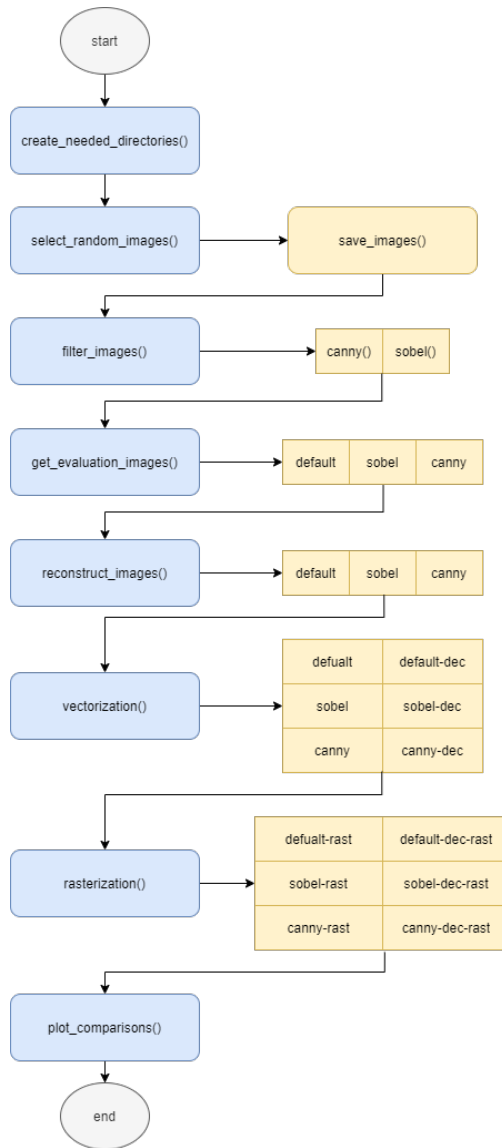 start
create_needed_directories()
select_random_images()
save_images()
filter_images()
canny()
sobel()
get_evaluation_images()
default
sobel
canny
reconstruct_images()
default
sobel
canny
vectorization()
defualt
default-dec
sobel
sobel-dec
canny
canny-dec
rasterization()
defualt-rast
default-dec-rast
sobel-rast
sobel-dec-rast
canny-rast
canny-dec-rast
plot_comparisons()
end